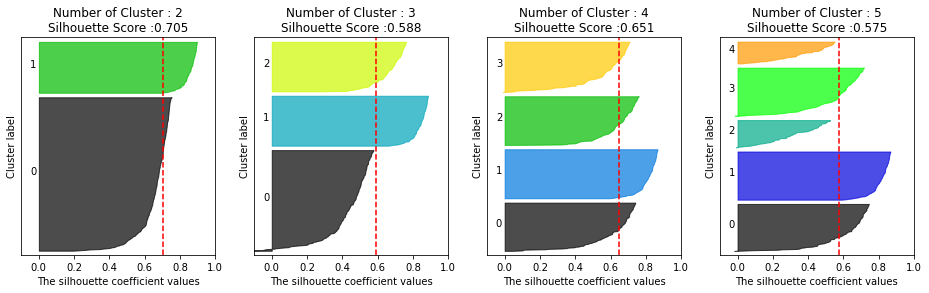 Number of Cluster : 2
Silhouette Score :0.705
Cluster label
1
0
0.0 0.2 0.4 0.6 0.8 1.0
The silhouette coefficient values
Number of Cluster : 3
Silhouette Score :0.588
Cluster label
2
1
0
0.0 0.2 0.4 0.6 0.8 1.0
The silhouette coefficient values
Number of Cluster : 4
Silhouette Score :0.651
Cluster label
3
2
1
0
0.0 0.2 0.4 0.6 0.8 1.0
The silhouette coefficient values
Number of Cluster : 5
Silhouette Score :0.575
Cluster label
4
3
2
1
0
0.0 0.2 0.4 0.6 0.8 1.0
The silhouette coefficient values